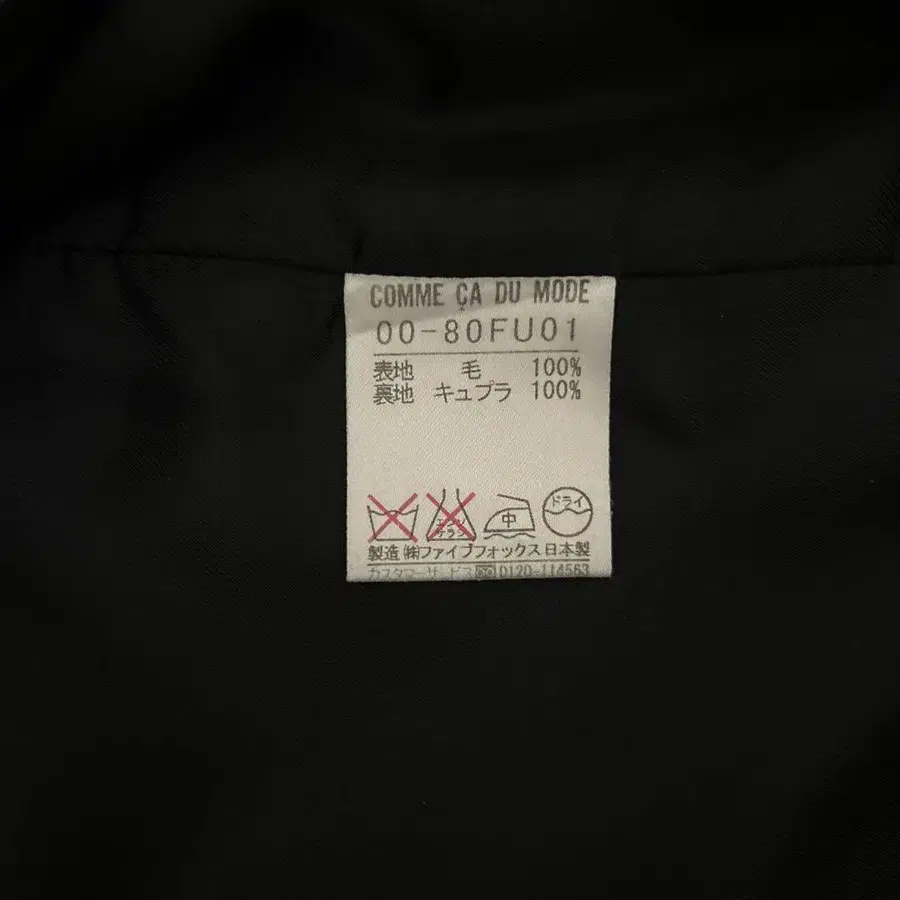 COMME ÇA DU MODE
00-80FU01
表地 毛 100%
裏地 キュプラ 100%
中 ドライ
製造 ㈱ファイブフォックス 日本製
カスタマーサービス 0120-114563